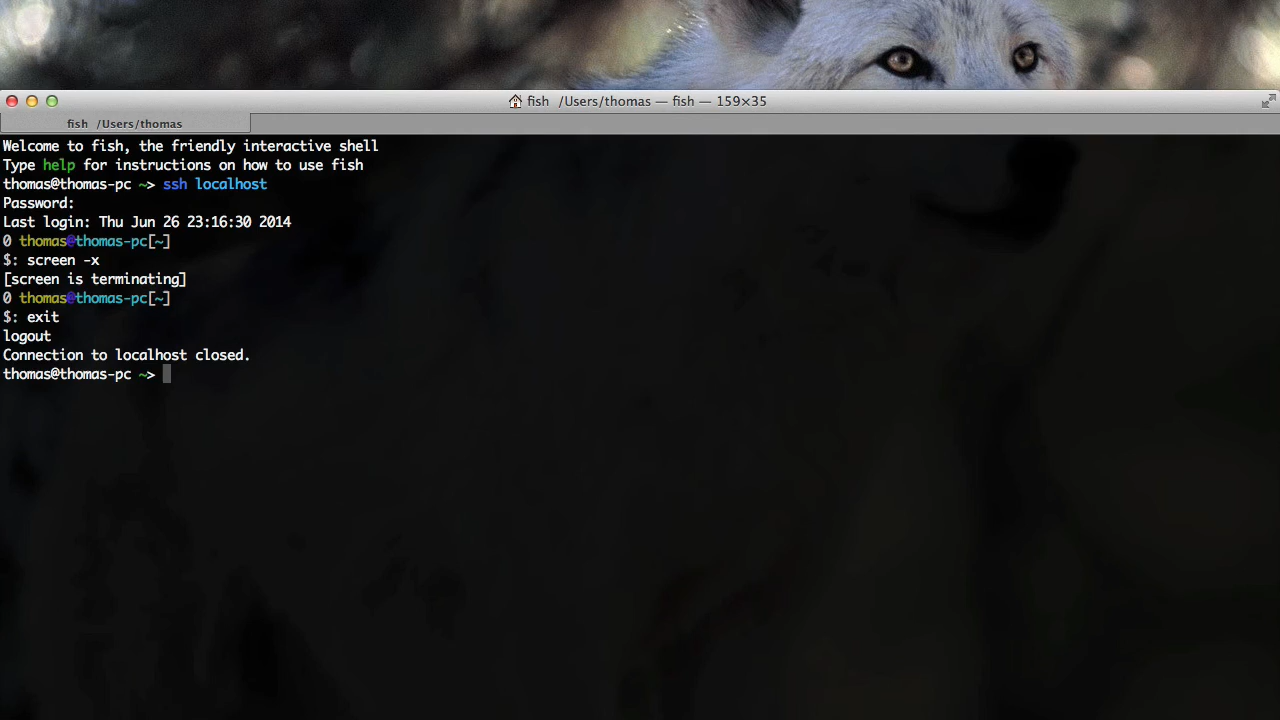 fish  /Users/thomas — fish — 159×35
fish  /Users/thomas
Welcome to fish, the friendly interactive shell
Type help for instructions on how to use fish
thomas@thomas-pc ~> ssh localhost
Password:
Last login: Thu Jun 26 23:16:30 2014
0 thomas@thomas-pc[~]
$: screen -x
[screen is terminating]
0 thomas@thomas-pc[~]
$: exit
logout
Connection to localhost closed.
thomas@thomas-pc ~>